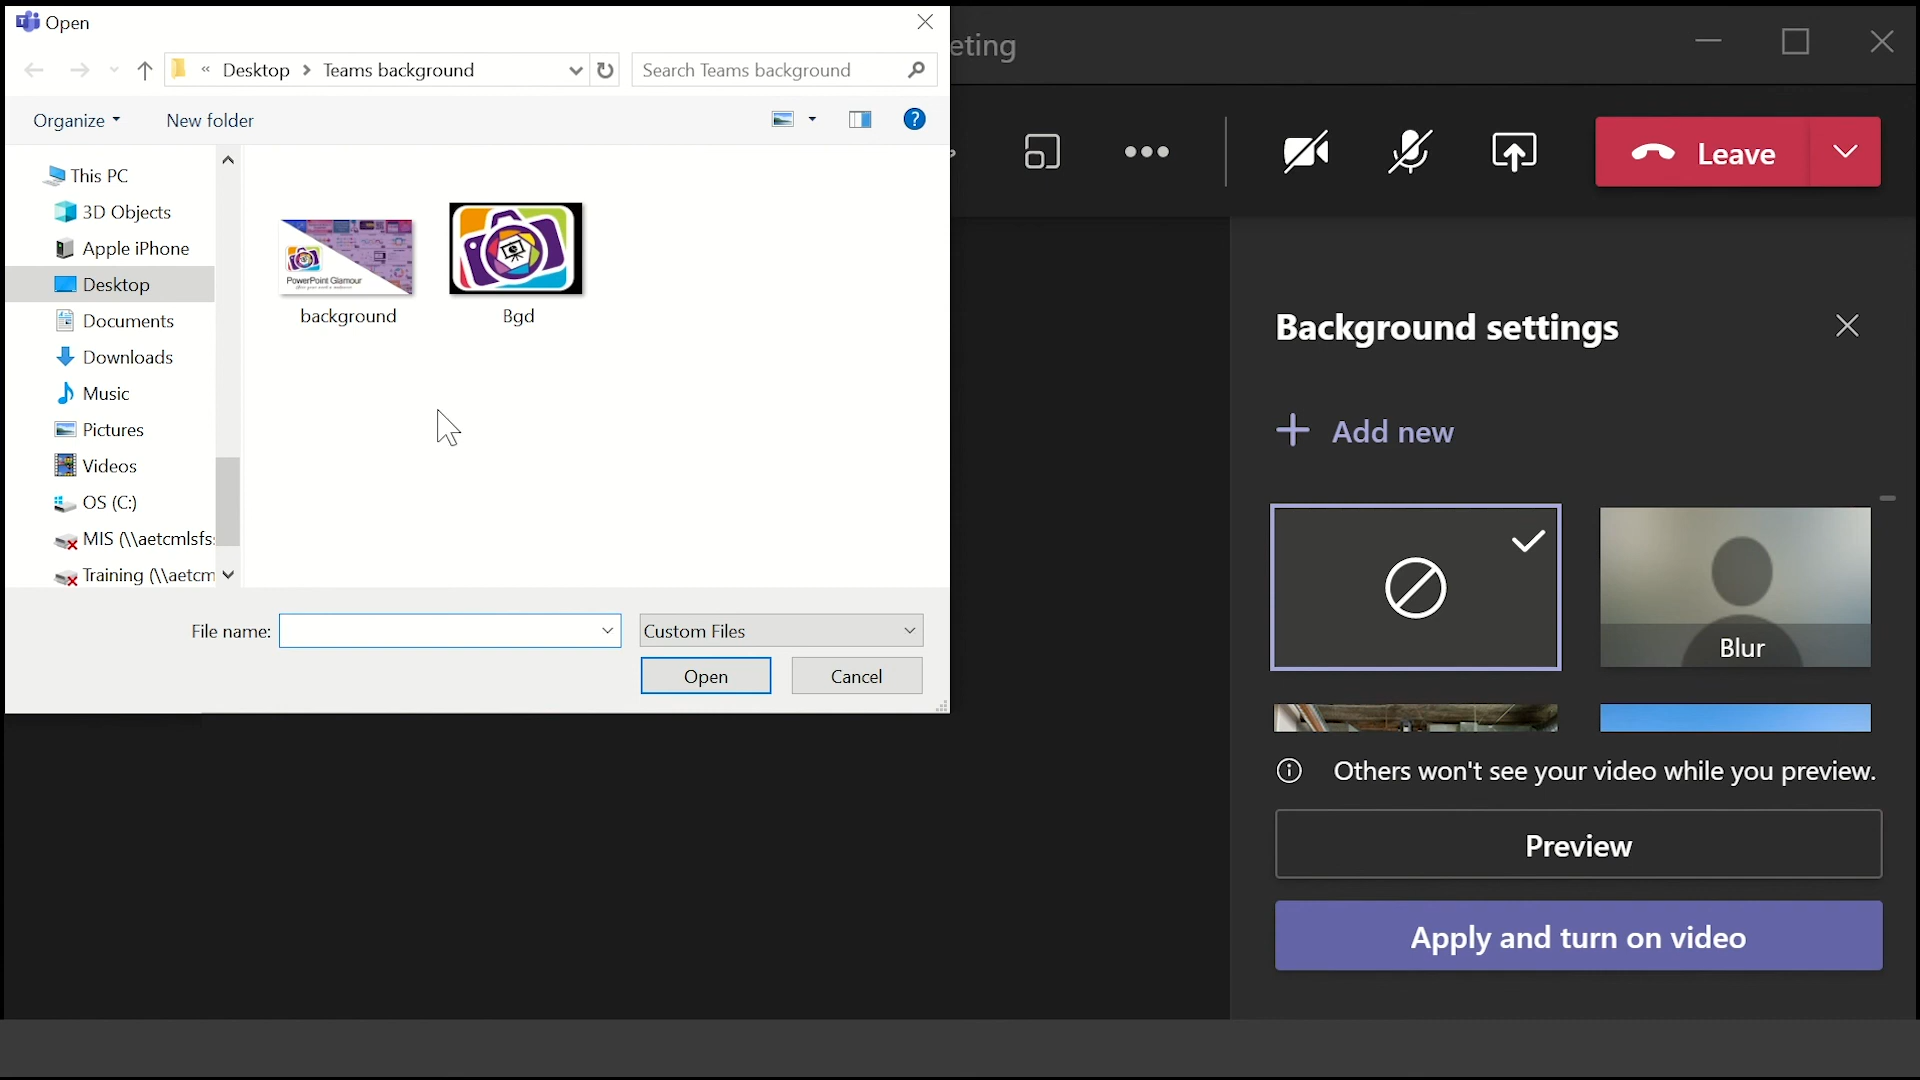 Open
« Desktop > Teams background
Search Teams background
Organize
New folder
This PC
3D Objects
Apple iPhone
Desktop
Documents
Downloads
Music
Pictures
Videos
OS (C:)
MIS (\\aetcmlsfs
Training (\\aetcm
PowerPoint Glamour
background
Bgd
File name:
Custom Files
Open
Cancel
eting
Leave
Background settings
Add new
Blur
Others won't see your video while you preview.
Preview
Apply and turn on video